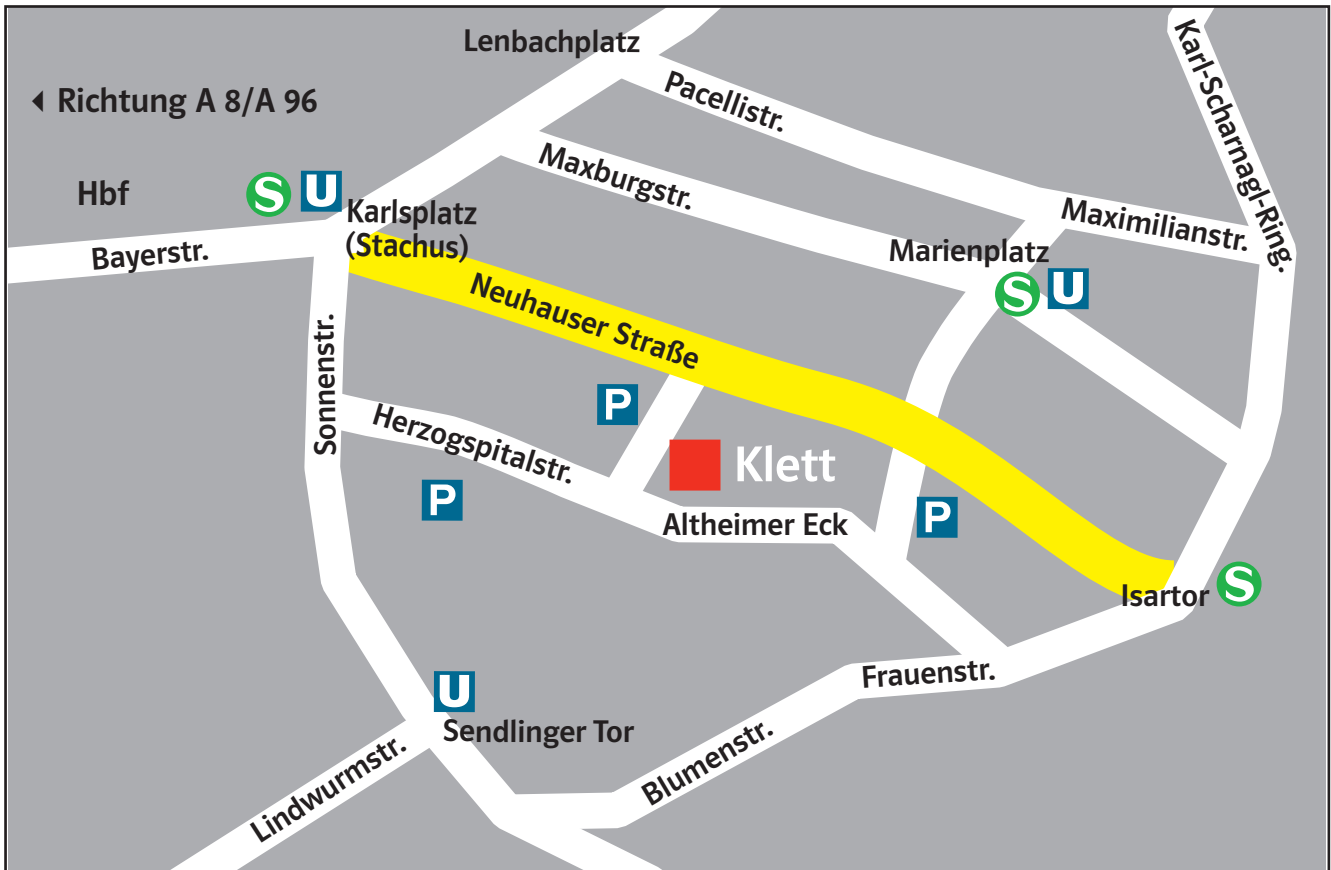 Lenbachplatz
Karl-Scharnagl-Ring.
◂ Richtung A 8/A 96
Pacellistr.
Hbf
S
U
Maxburgstr.
Karlsplatz
(Stachus)
Maximilianstr.
Bayerstr.
Marienplatz
S
U
Neuhauser Straße
Sonnenstr.
P
Herzogspitalstr.
Klett
P
P
Altheimer Eck
Isartor
S
Frauenstr.
U
Sendlinger Tor
Blumenstr.
Lindwurmstr.